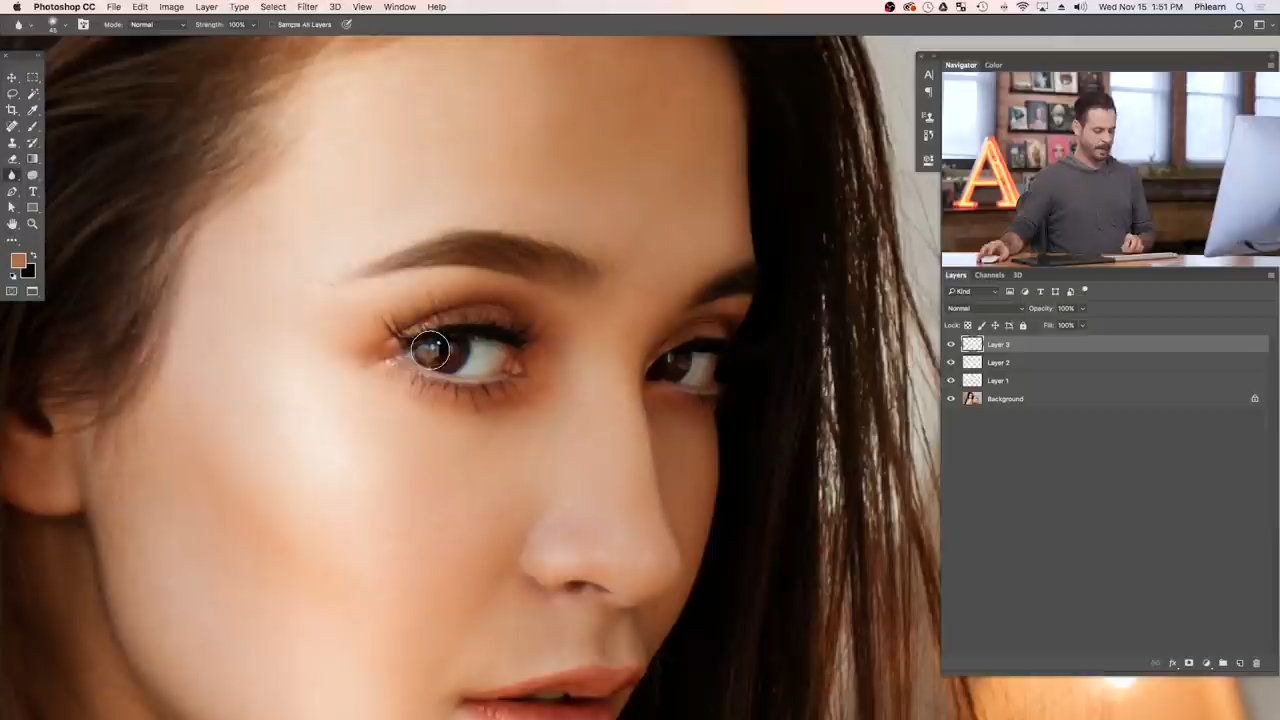 Photoshop CC File Edit Image Layer Type Select Filter 3D View Window Help Wed Nov 15 1:51 PM Phlearn
45 Mode: Normal Strength: 100% Sample All Layers
Navigator Color
A
Layers Channels 3D
Kind
Normal Opacity: 100%
Lock: Fill: 100%
Layer 3
Layer 2
Layer 1
Background